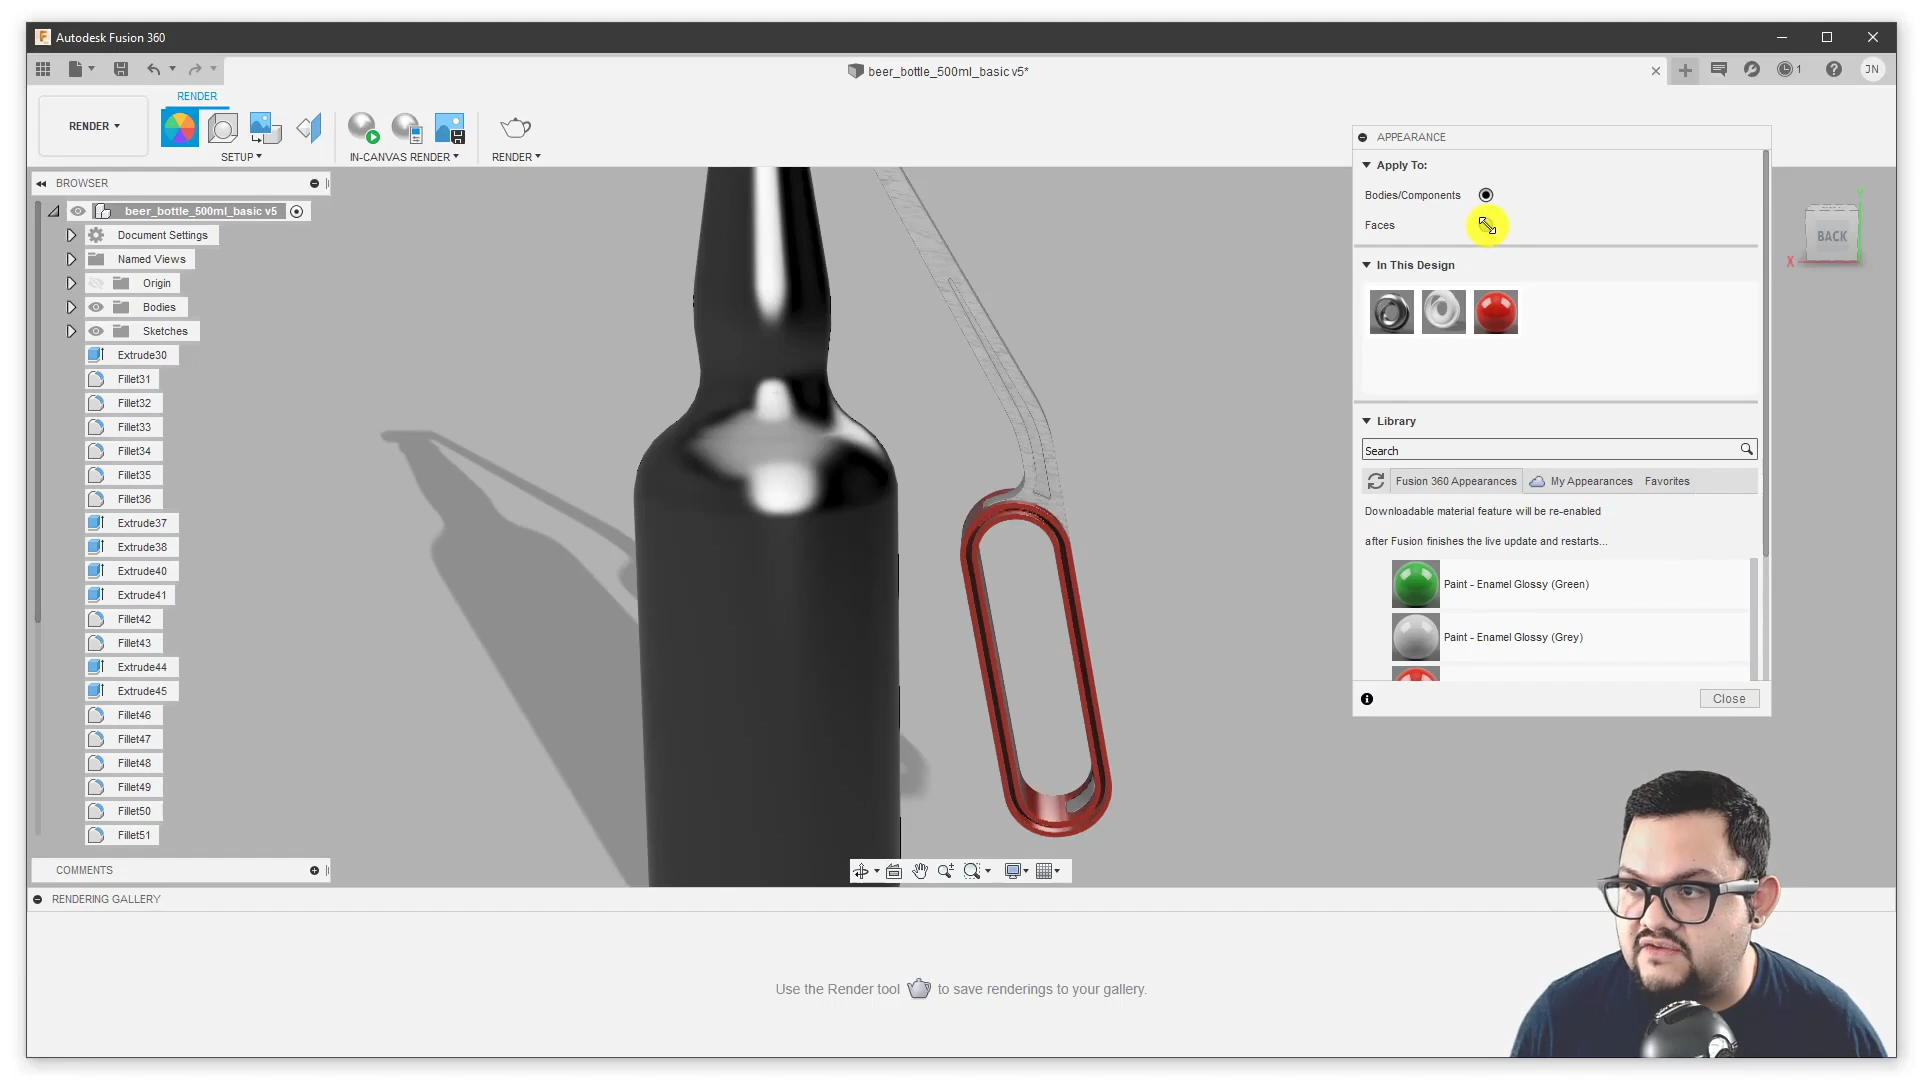 Autodesk Fusion 360
beer_bottle_500ml_basic v5*
1
JN
RENDER
RENDER
SETUP
IN-CANVAS RENDER
RENDER
BROWSER
beer_bottle_500ml_basic v5
Document Settings
Named Views
Origin
Bodies
Sketches
Extrude30
Fillet31
Fillet32
Fillet33
Fillet34
Fillet35
Fillet36
Extrude37
Extrude38
Extrude40
Extrude41
Fillet42
Fillet43
Extrude44
Extrude45
Fillet46
Fillet47
Fillet48
Fillet49
Fillet50
Fillet51
COMMENTS
APPEARANCE
Apply To:
Bodies/Components
Faces
In This Design
Library
Search
Fusion 360 Appearances
My Appearances
Favorites
Downloadable material feature will be re-enabled
after Fusion finishes the live update and restarts...
Paint - Enamel Glossy (Green)
Paint - Enamel Glossy (Grey)
Close
Y
BACK
X
RENDERING GALLERY
Use the Render tool to save renderings to your gallery.